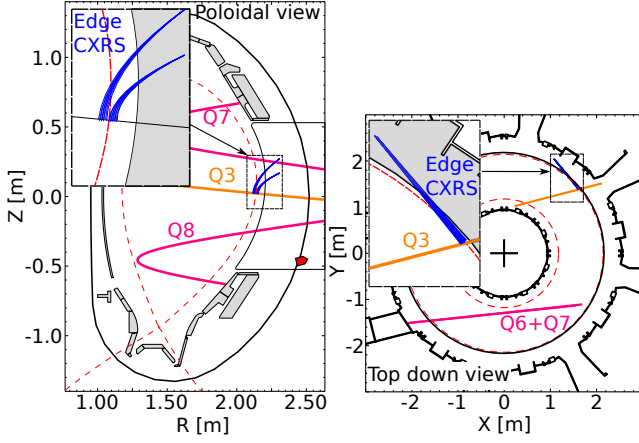 Edge
CXRS
Poloidal view
Q7
Q3
Q8
1.0
0.5
0.0
-0.5
-1.0
Z [m]
1.00
1.50
2.00
2.50
R [m]
Edge
CXRS
Q3
Q6+Q7
Top down view
2
1
0
-1
-2
Y [m]
-2
-1
0
1
2
X [m]